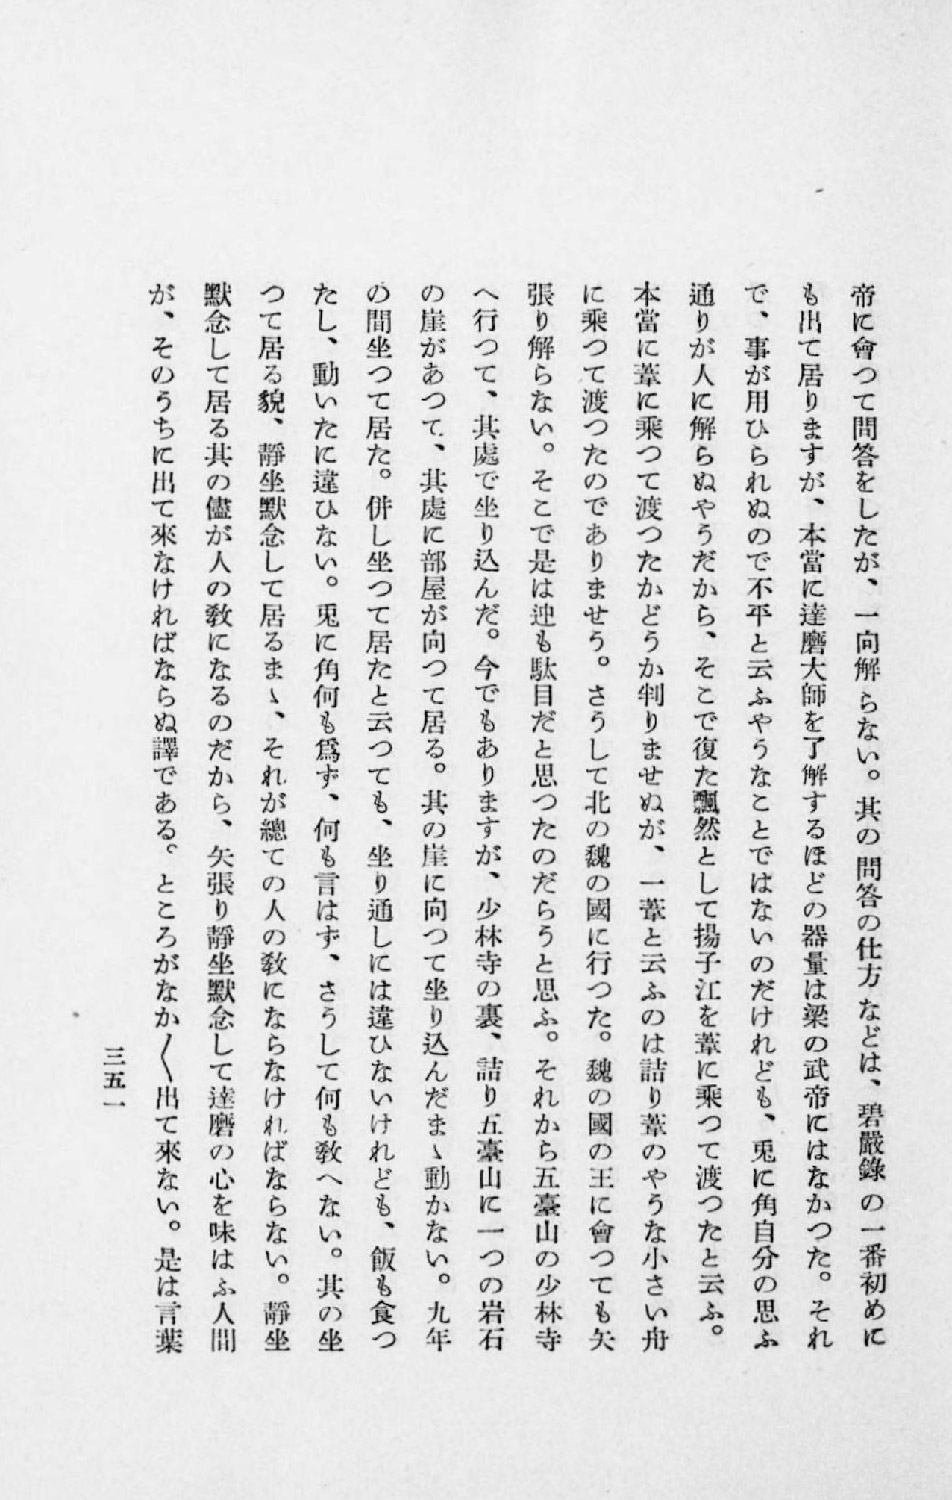 帝に會つて問答をしたが、一向解らない。其の問答の仕方などは、碧嚴錄の一番初めに
も出て居りますが、本當に達磨大師を了解するほどの器量は梁の武帝にはなかつた。それ
で、事が用ひられぬので不平と云ふやうなことではないのだけれども、兎に角自分の思ふ
通りが人に解らぬやうだから、そこで復た飄然として揚子江を葦に乘つて渡つたと云ふ。
本當に葦に乘つて渡つたかどうか判りませぬが、一葦と云ふのは詰り葦のやうな小さい舟
に乘つて渡つたのでありませう。さうして北の魏の國に行つた。魏の國の王に會つても矢
張り解らない。そこで是は迚も駄目だと思つたのだらうと思ふ。それから五臺山の少林寺
へ行つて、其處で坐り込んだ。今でもありますが、少林寺の裏、詰り五臺山に一つの岩石
の崖があつて、其處に部屋が向つて居る。其の崖に向つて坐り込んだまゝ動かない。九年
の間坐つて居た。併し坐つて居たと云つても、坐り通しには違ひないけれども、飯も食つ
たし、動いたに違ひない。兎に角何も爲ず、何も言はず、さうして何も敎へない。其の坐
つて居る貌、靜坐默念して居るまゝ、それが總ての人の敎にならなければならない。靜坐
默念して居る其の儘が人の敎になるのだから、矢張り靜坐默念して達磨の心を味はふ人間
が、そのうちに出て來なければならぬ譯である。ところがなか〳〵出て來ない。是は言葉
三五一